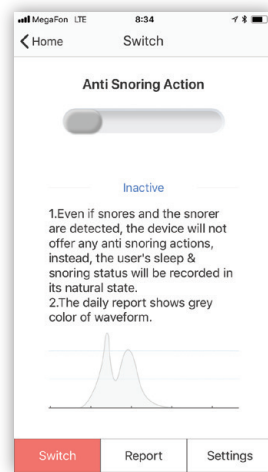 MegaFon LTE 8:34
Home Switch
Anti Snoring Action
Inactive
1.Even if snores and the snorer
are detected, the device will not
offer any anti snoring actions,
instead, the user's sleep &
snoring status will be recorded in
its natural state.
2.The daily report shows grey
color of waveform.
Switch Report Settings